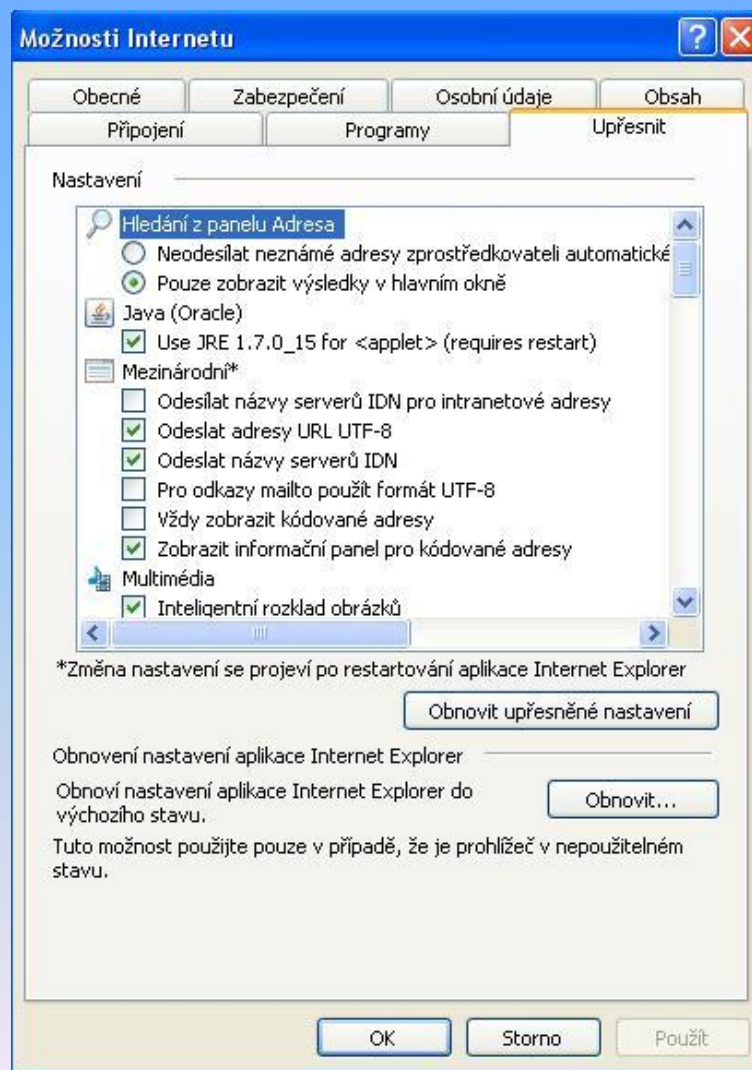 Možnosti Internetu
Obecné
Zabezpečení
Osobní údaje
Obsah
Připojení
Programy
Upřesnit
Nastavení
Hledání z panelu Adresa
Neodesílat neznámé adresy zprostředkovateli automatické
Pouze zobrazit výsledky v hlavním okně
Java (Oracle)
Use JRE 1.7.0_15 for <applet> (requires restart)
Mezinárodní*
Odesílat názvy serverů IDN pro intranetové adresy
Odeslat adresy URL UTF-8
Odeslat názvy serverů IDN
Pro odkazy mailto použít formát UTF-8
Vždy zobrazit kódované adresy
Zobrazit informační panel pro kódované adresy
Multimédia
Inteligentní rozklad obrázků
*Změna nastavení se projeví po restartování aplikace Internet Explorer
Obnovit upřesněné nastavení
Obnovení nastavení aplikace Internet Explorer
Obnoví nastavení aplikace Internet Explorer do
výchozího stavu.
Obnovit...
Tuto možnost použijte pouze v případě, že je prohlížeč v nepoužitelném
stavu.
OK
Storno
Použít